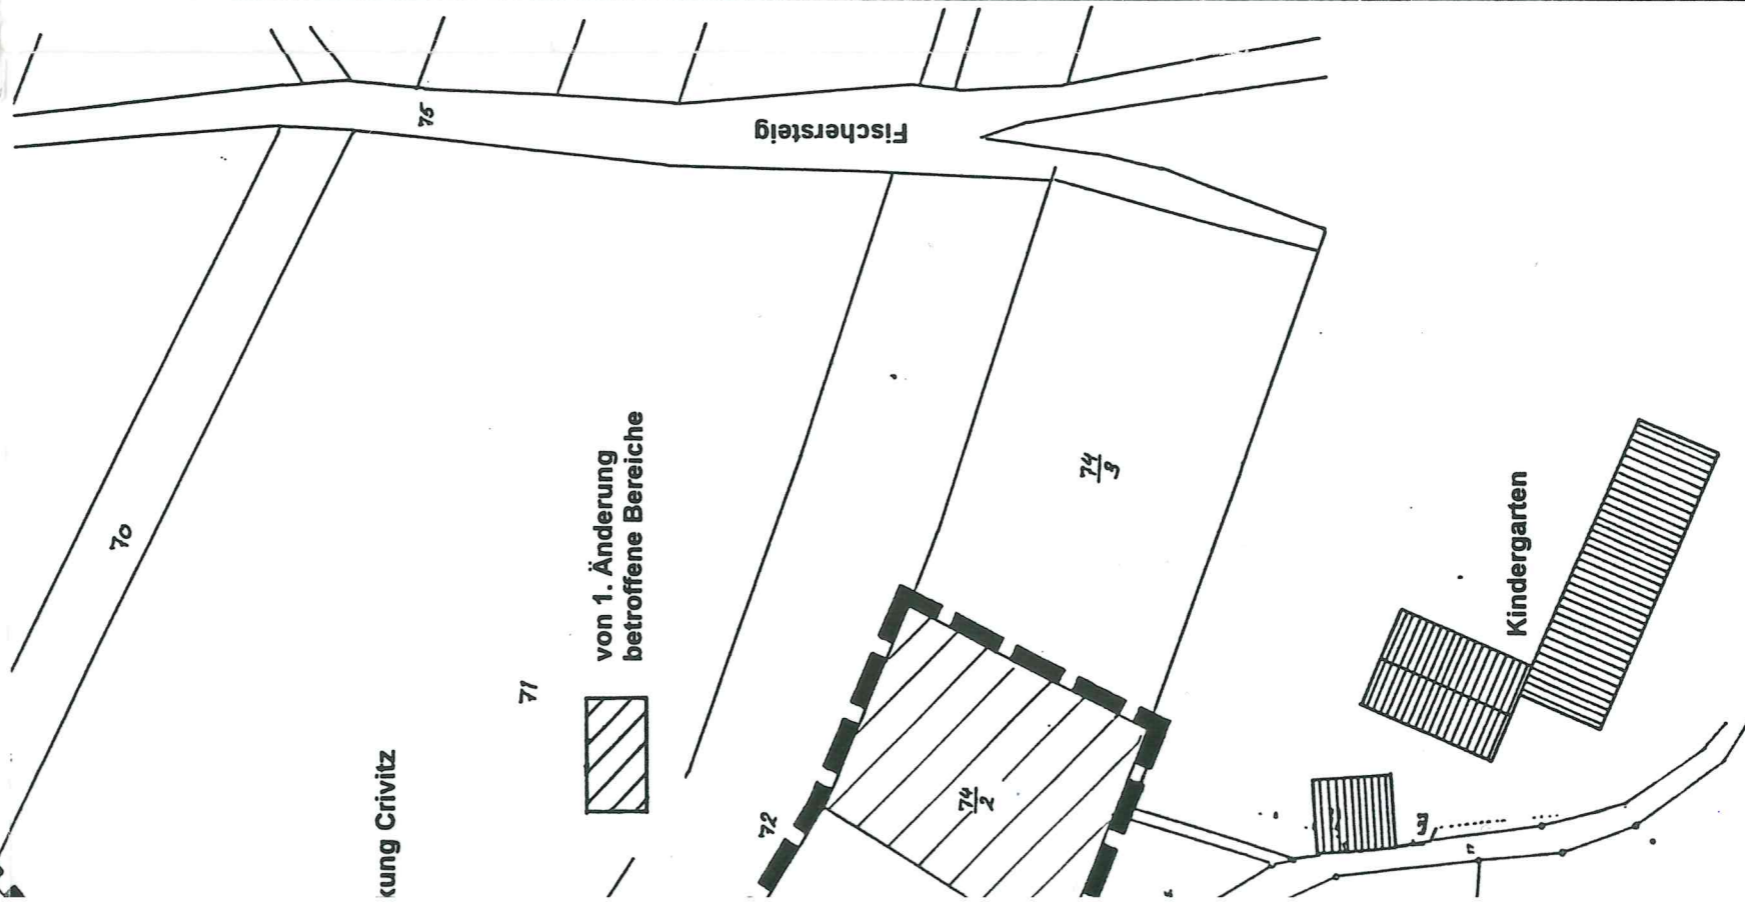 75
Fischersteig
70
71
von 1. Änderung
betroffene Bereiche
74
3
Kindergarten
kung Crivitz
72
74
2